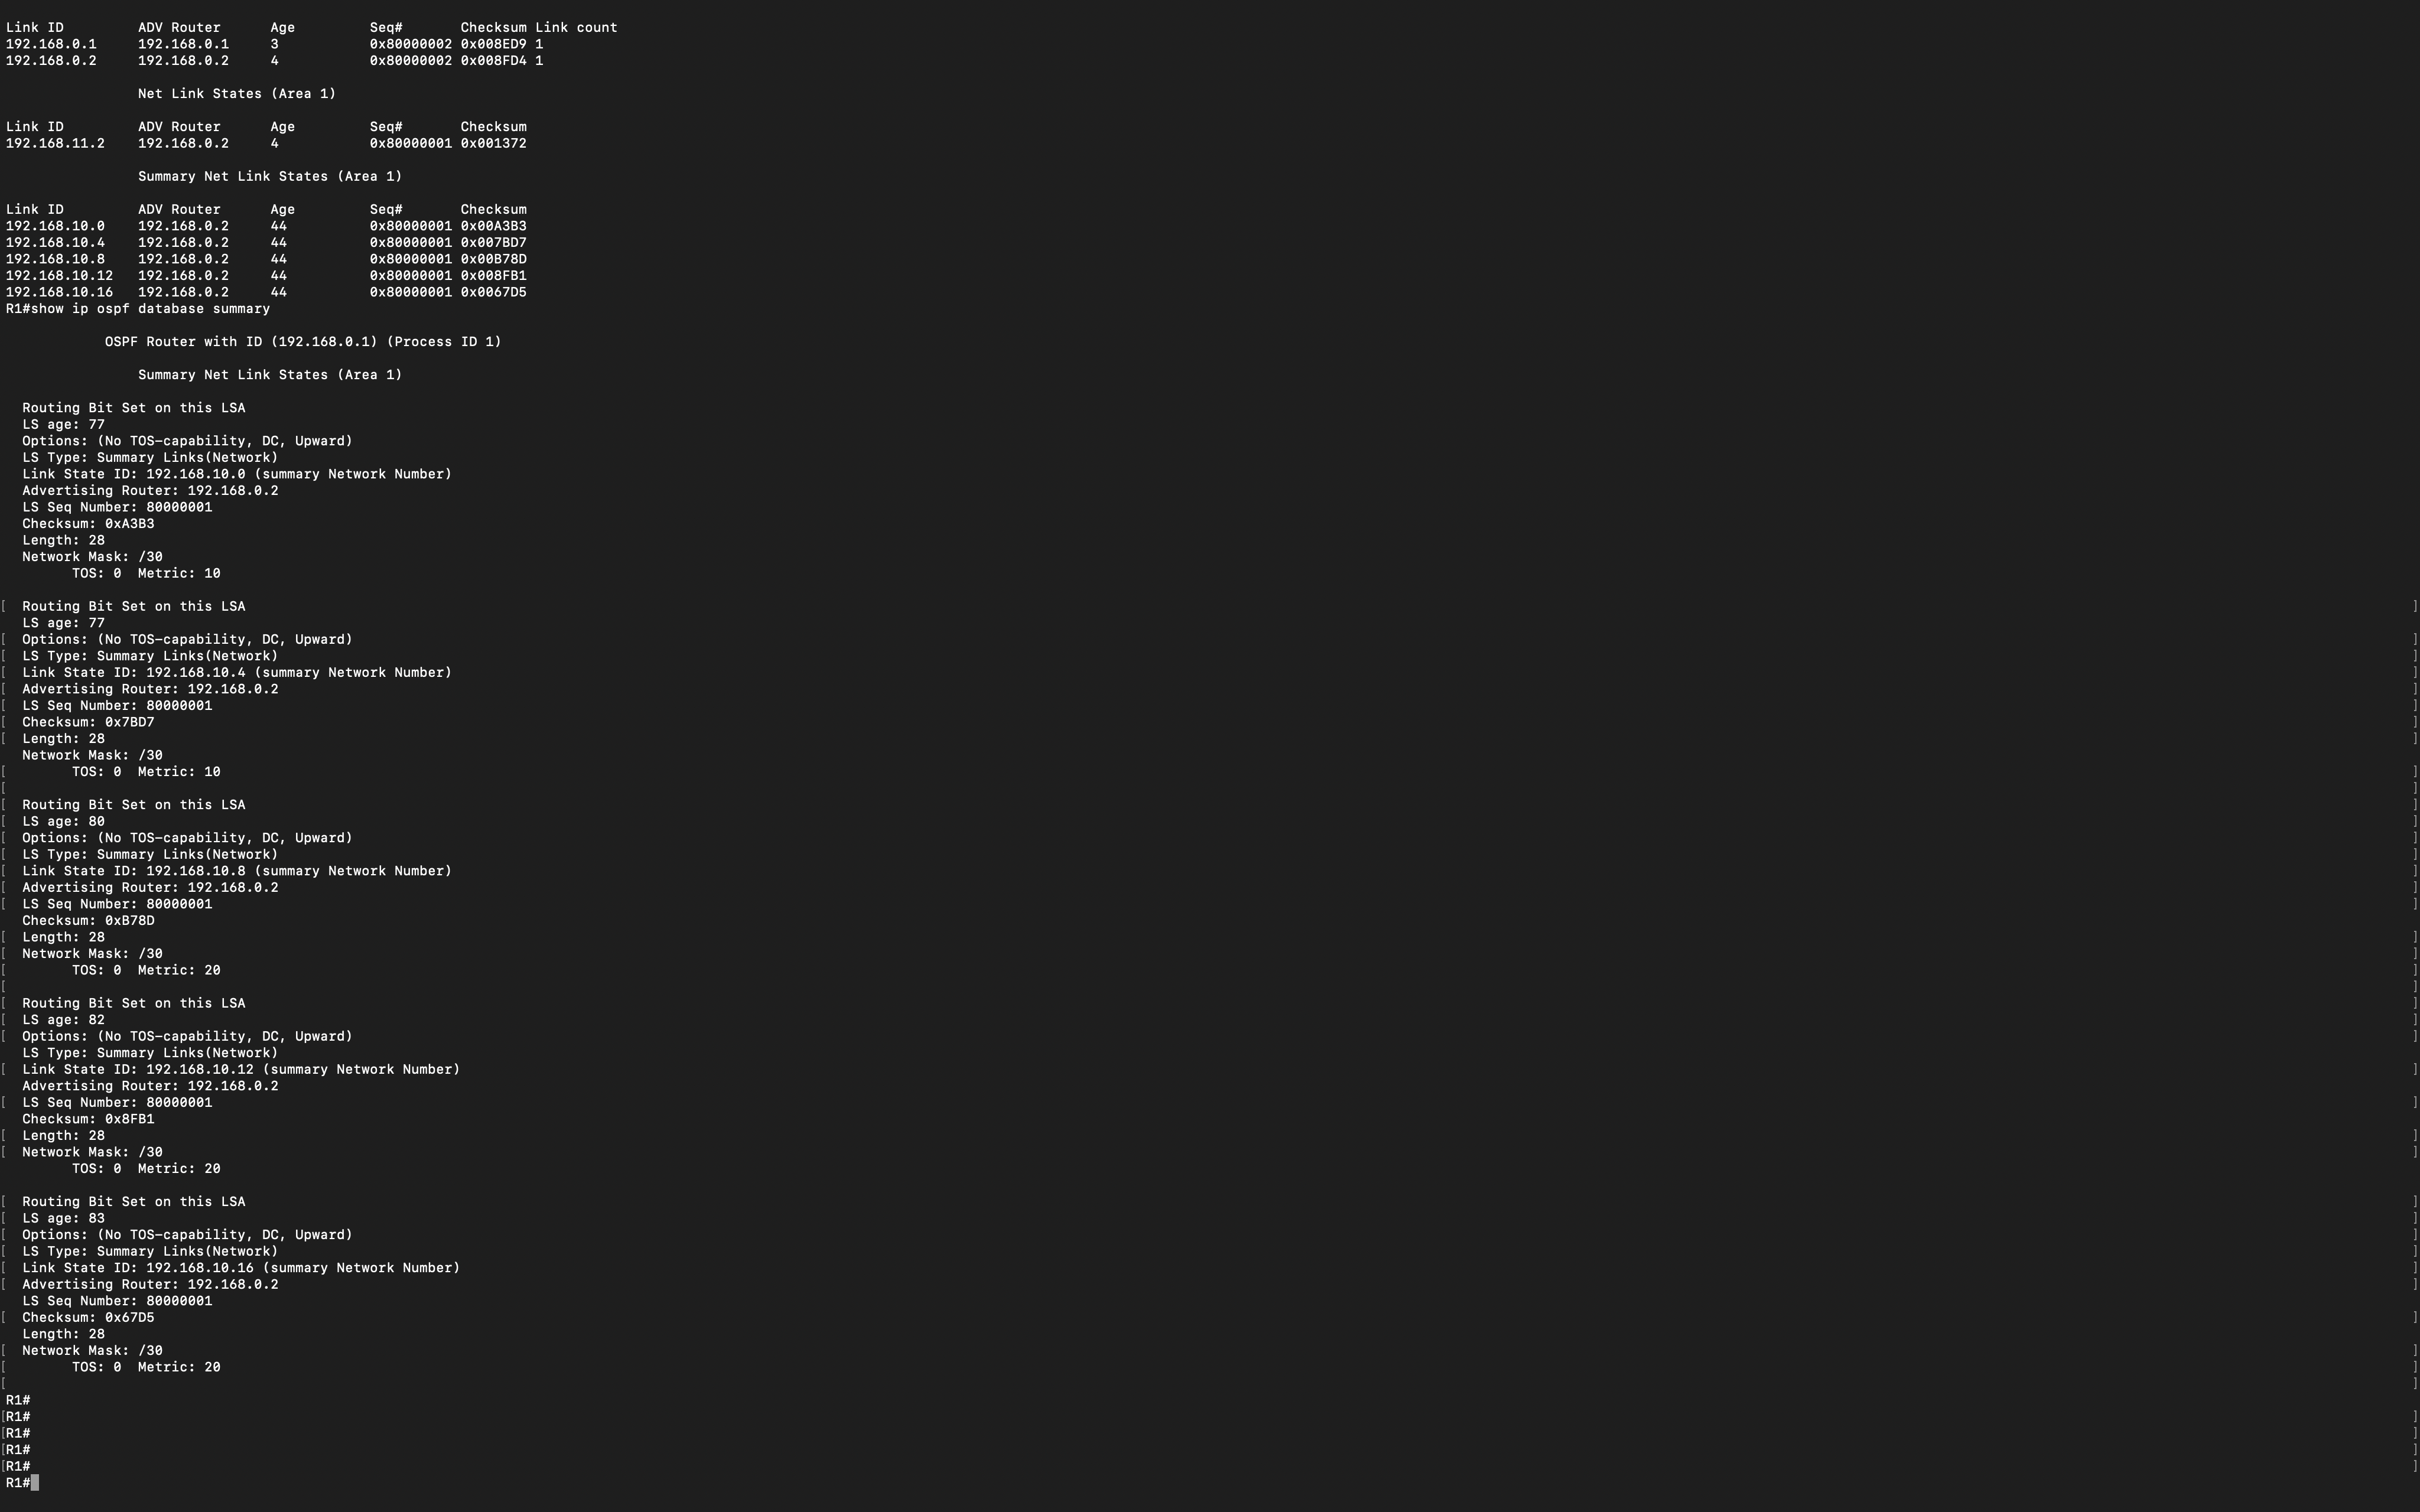 Link ID         ADV Router      Age         Seq#       Checksum Link count
192.168.0.1     192.168.0.1     3           0x80000002 0x008ED9 1
192.168.0.2     192.168.0.2     4           0x80000002 0x008FD4 1
                Net Link States (Area 1)
Link ID         ADV Router      Age         Seq#       Checksum
192.168.11.2    192.168.0.2     4           0x80000001 0x001372
                Summary Net Link States (Area 1)
Link ID         ADV Router      Age         Seq#       Checksum
192.168.10.0    192.168.0.2     44          0x80000001 0x00A3B3
192.168.10.4    192.168.0.2     44          0x80000001 0x007BD7
192.168.10.8    192.168.0.2     44          0x80000001 0x00B78D
192.168.10.12   192.168.0.2     44          0x80000001 0x008FB1
192.168.10.16   192.168.0.2     44          0x80000001 0x0067D5
R1#show ip ospf database summary
            OSPF Router with ID (192.168.0.1) (Process ID 1)
                Summary Net Link States (Area 1)
  Routing Bit Set on this LSA
  LS age: 77
  Options: (No TOS-capability, DC, Upward)
  LS Type: Summary Links(Network)
  Link State ID: 192.168.10.0 (summary Network Number)
  Advertising Router: 192.168.0.2
  LS Seq Number: 80000001
  Checksum: 0xA3B3
  Length: 28
  Network Mask: /30
        TOS: 0  Metric: 10
[  Routing Bit Set on this LSA ]
  LS age: 77
[  Options: (No TOS-capability, DC, Upward) ]
[  LS Type: Summary Links(Network) ]
[  Link State ID: 192.168.10.4 (summary Network Number) ]
[  Advertising Router: 192.168.0.2 ]
[  LS Seq Number: 80000001 ]
[  Checksum: 0x7BD7 ]
[  Length: 28 ]
  Network Mask: /30
[        TOS: 0  Metric: 10 ]
[ ]
[  Routing Bit Set on this LSA ]
[  LS age: 80 ]
[  Options: (No TOS-capability, DC, Upward) ]
[  LS Type: Summary Links(Network) ]
[  Link State ID: 192.168.10.8 (summary Network Number) ]
[  Advertising Router: 192.168.0.2 ]
[  LS Seq Number: 80000001 ]
  Checksum: 0xB78D
[  Length: 28 ]
[  Network Mask: /30 ]
[        TOS: 0  Metric: 20 ]
[ ]
[  Routing Bit Set on this LSA ]
[  LS age: 82 ]
[  Options: (No TOS-capability, DC, Upward) ]
  LS Type: Summary Links(Network)
[  Link State ID: 192.168.10.12 (summary Network Number) ]
  Advertising Router: 192.168.0.2
[  LS Seq Number: 80000001 ]
  Checksum: 0x8FB1
[  Length: 28 ]
[  Network Mask: /30 ]
        TOS: 0  Metric: 20
[  Routing Bit Set on this LSA ]
[  LS age: 83 ]
[  Options: (No TOS-capability, DC, Upward) ]
[  LS Type: Summary Links(Network) ]
[  Link State ID: 192.168.10.16 (summary Network Number) ]
[  Advertising Router: 192.168.0.2 ]
  LS Seq Number: 80000001
[  Checksum: 0x67D5 ]
  Length: 28
[  Network Mask: /30 ]
[        TOS: 0  Metric: 20 ]
[ ]
R1#
[R1# ]
[R1# ]
[R1# ]
[R1# ]
R1#